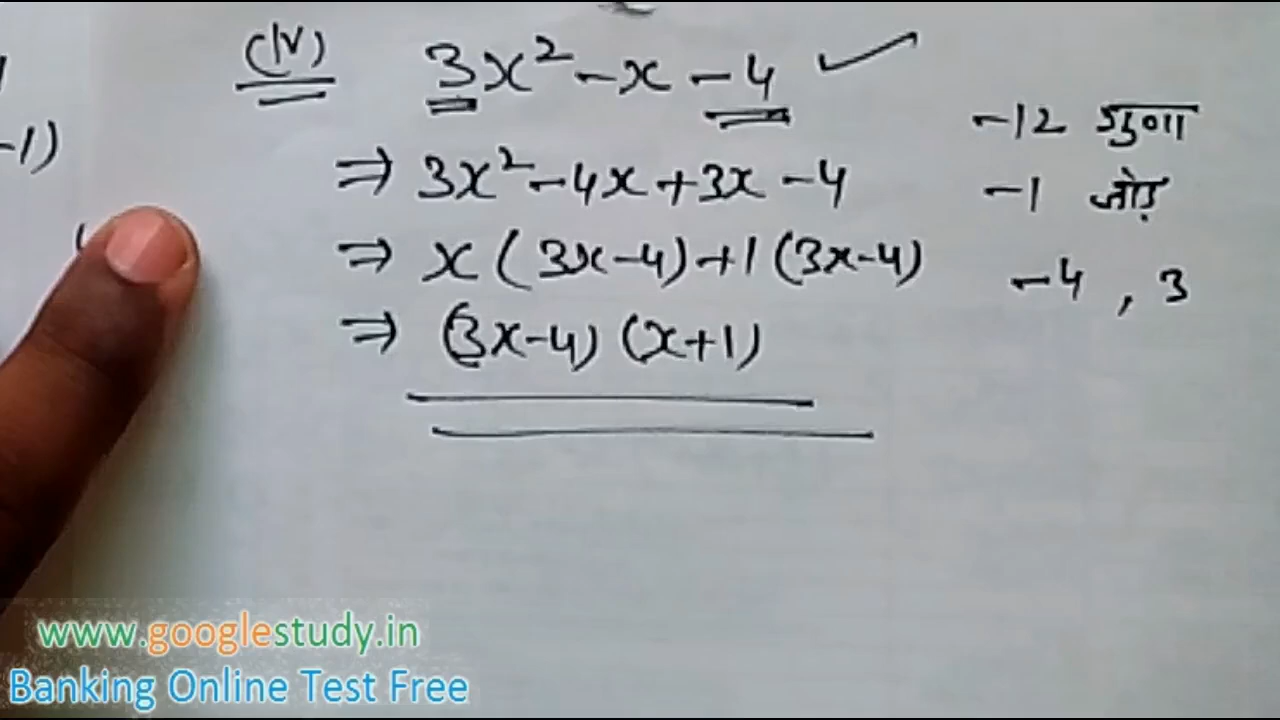 -1)
(IV) 3x² - x - 4 ✓
⇒ 3x² - 4x + 3x - 4
⇒ x (3x - 4) + 1 (3x - 4)
⇒ (3x - 4) (x + 1)
-12 गुणा
-1 जोड़
-4 , 3
www.googlestudy.in
Banking Online Test Free